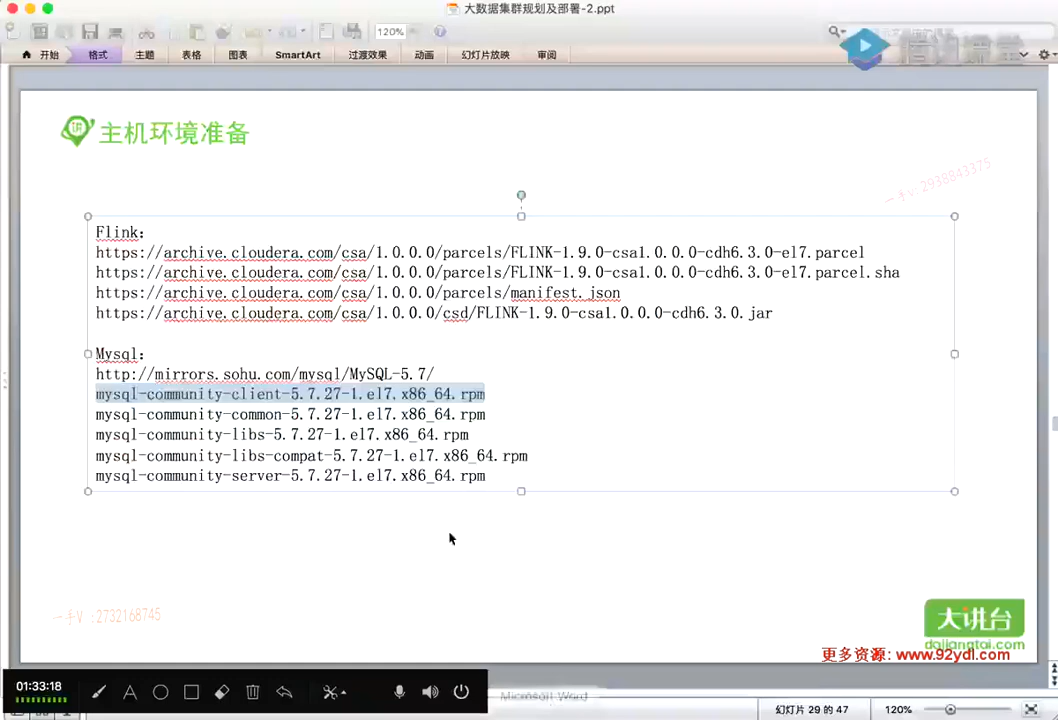 大数据集群规划及部署-2.ppt
120%
开始 格式 主题 表格 图表 SmartArt 过渡效果 动画 幻灯片放映 审阅
腾讯课堂
讲 主机环境准备
一手V:2938843375
Flink：
https://archive.cloudera.com/csa/1.0.0.0/parcels/FLINK-1.9.0-csa1.0.0.0-cdh6.3.0-el7.parcel
https://archive.cloudera.com/csa/1.0.0.0/parcels/FLINK-1.9.0-csa1.0.0.0-cdh6.3.0-el7.parcel.sha
https://archive.cloudera.com/csa/1.0.0.0/parcels/manifest.json
https://archive.cloudera.com/csa/1.0.0.0/csd/FLINK-1.9.0-csa1.0.0.0-cdh6.3.0.jar
Mysql：
http://mirrors.sohu.com/mysql/MySQL-5.7/
mysql-community-client-5.7.27-1.el7.x86_64.rpm
mysql-community-common-5.7.27-1.el7.x86_64.rpm
mysql-community-libs-5.7.27-1.el7.x86_64.rpm
mysql-community-libs-compat-5.7.27-1.el7.x86_64.rpm
mysql-community-server-5.7.27-1.el7.x86_64.rpm
一手V:2732168745
大讲台
dajiangtai.com
更多资源: www.92ydl.com
01:33:18
Microsoft Word
幻灯片 29 的 47 120%